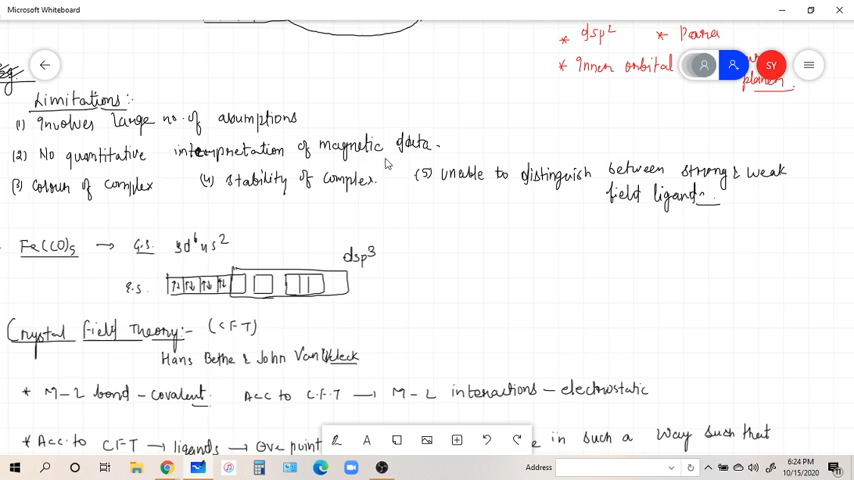 Microsoft Whiteboard
* dsp² * Para
* Inner orbital
SY
Eg
Limitations:-
(1) Involves large no. of assumptions
(2) No quantitative interpretation of magnetic data.
(3) Colour of complex (4) Stability of complex. (5) Unable to distinguish between strong & weak
field ligands
Fe(CO)5 → G.S. 3d⁶4s²
dsp³
E.S. ↑↓ ↑↓ ↑↓ ↑↓
Crystal Field Theory:- (CFT)
Hans Bethe & John Van Vleck
* M-L bond - covalent. Acc to C.F.T → M-L interactions - electrostatic
* Acc. to CFT → ligands → point in such a way such that
Address
6:24 PM
10/15/2020